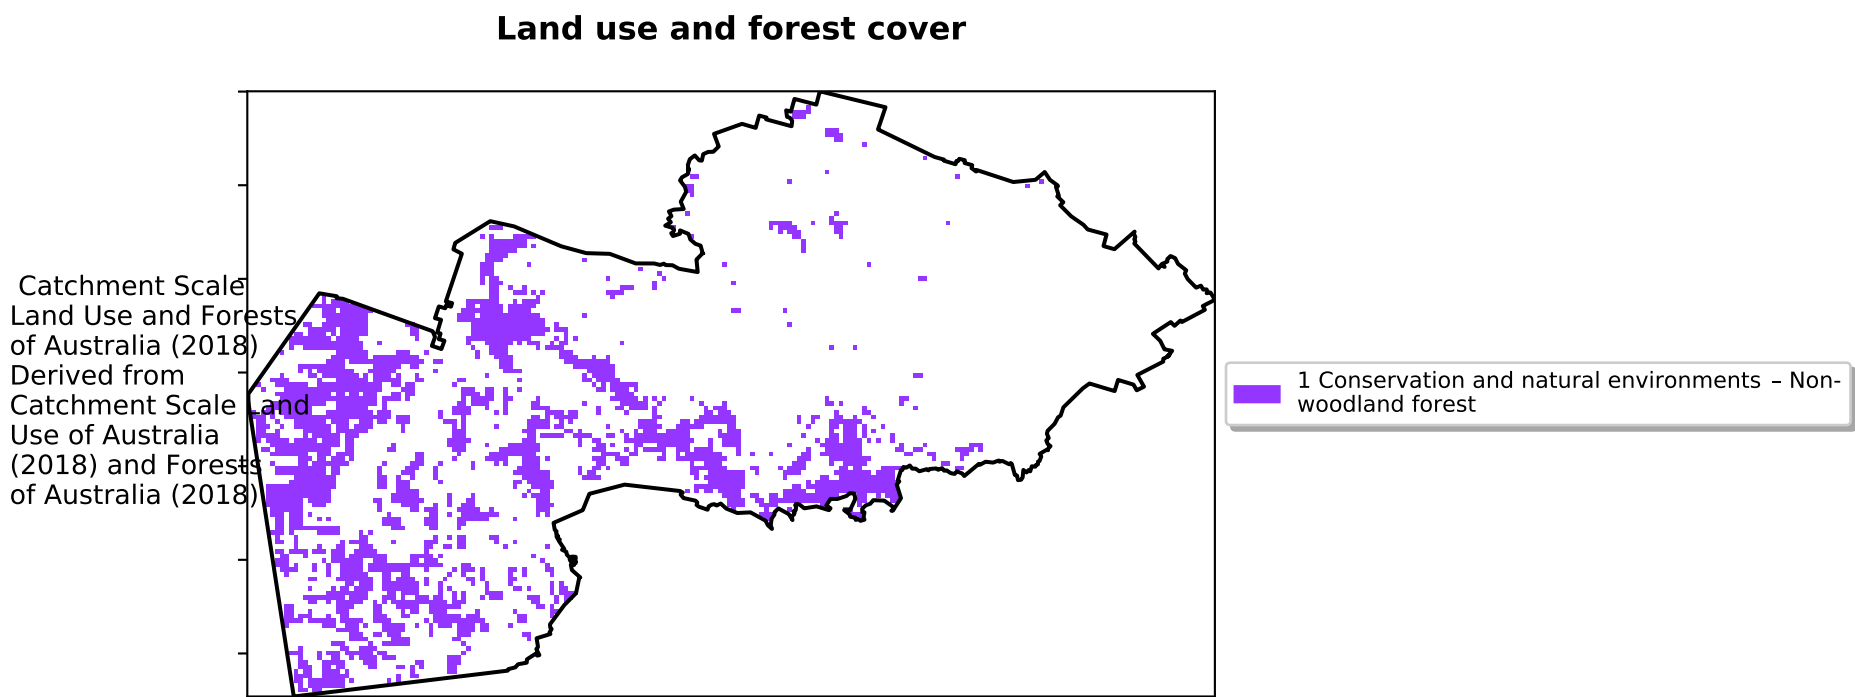 Land use and forest cover
Catchment Scale
Land Use and Forests
of Australia (2018)
Derived from
Catchment Scale Land
Use of Australia
(2018) and Forests
of Australia (2018)
1 Conservation and natural environments – Non-
woodland forest